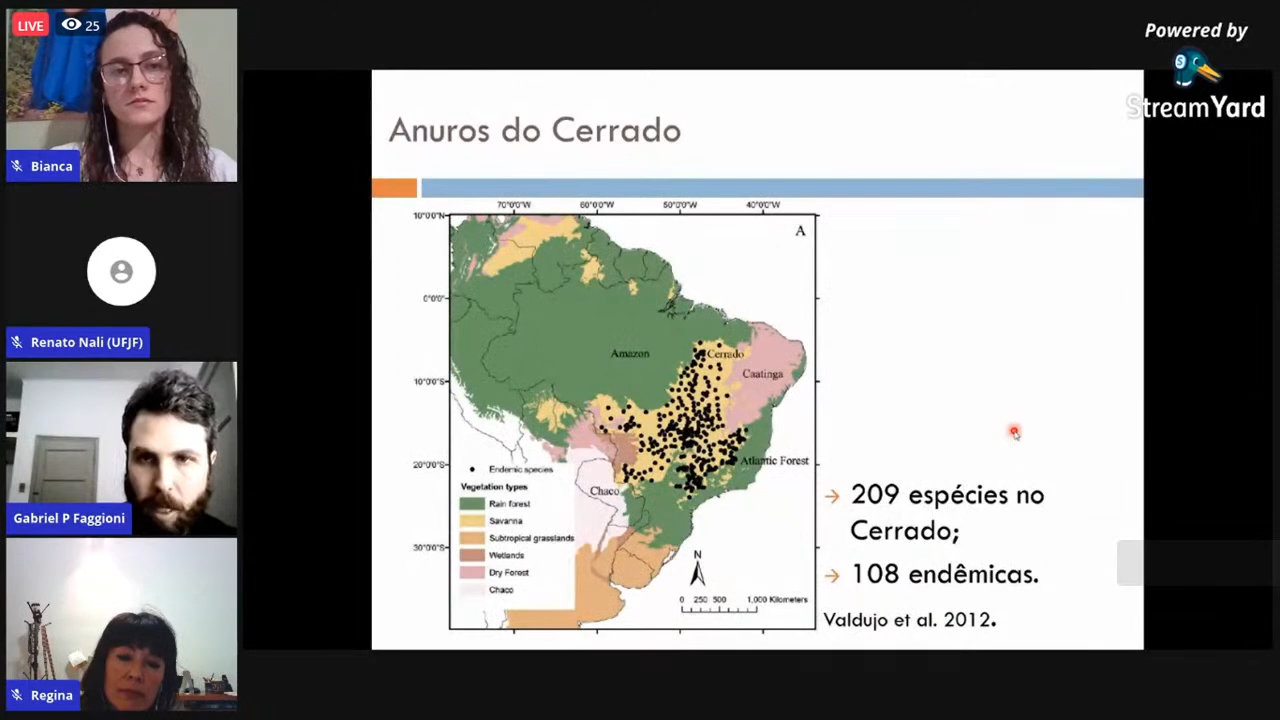 LIVE 25
Bianca
Renato Nali (UFJF)
Gabriel P Faggioni
Regina
Powered by
StreamYard
Anuros do Cerrado
70°0'0"W 60°0'0"W 50°0'0"W 40°0'0"W
10°0'0"N
0°0'0"
10°0'0"S
20°0'0"S
30°0'0"S
A
Amazon
Cerrado
Caatinga
Atlantic Forest
Chaco
Endemic species
Vegetation types
Rain forest
Savanna
Subtropical grasslands
Wetlands
Dry Forest
Chaco
N
0 250 500 1,000 Kilometers
→ 209 espécies no
Cerrado;
→ 108 endêmicas.
Valdujo et al. 2012.